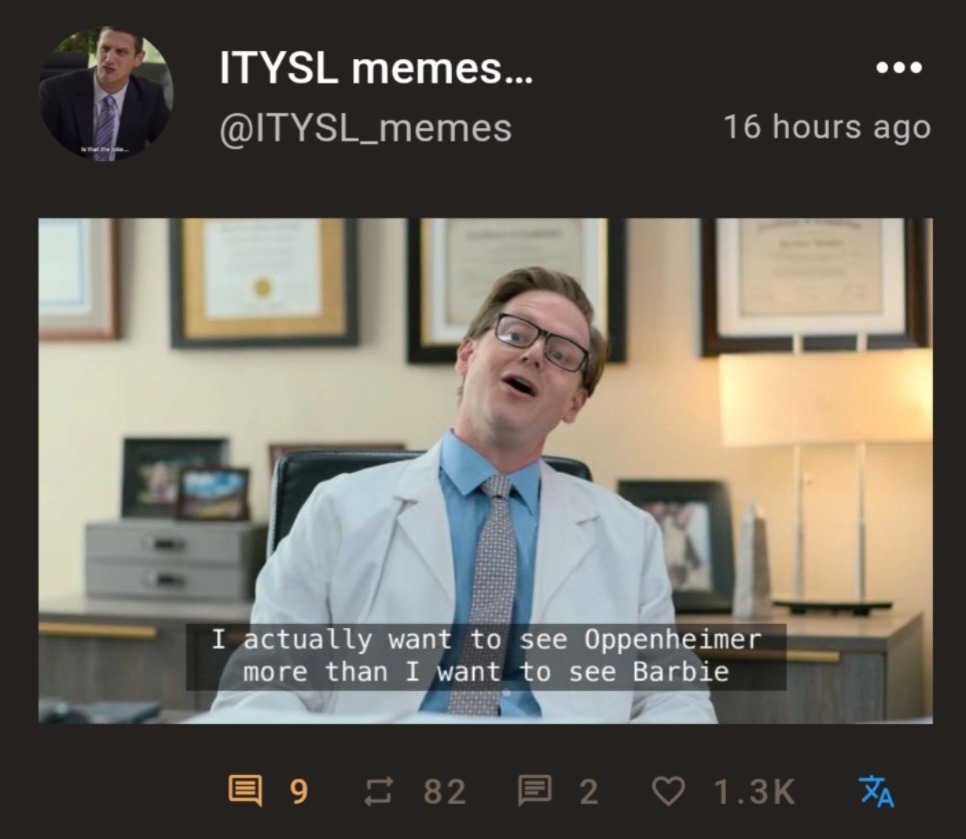 ITYSL memes...
@ITYSL_memes
16 hours ago
I actually want to see Oppenheimer
more than I want to see Barbie
9
82
2
1.3K